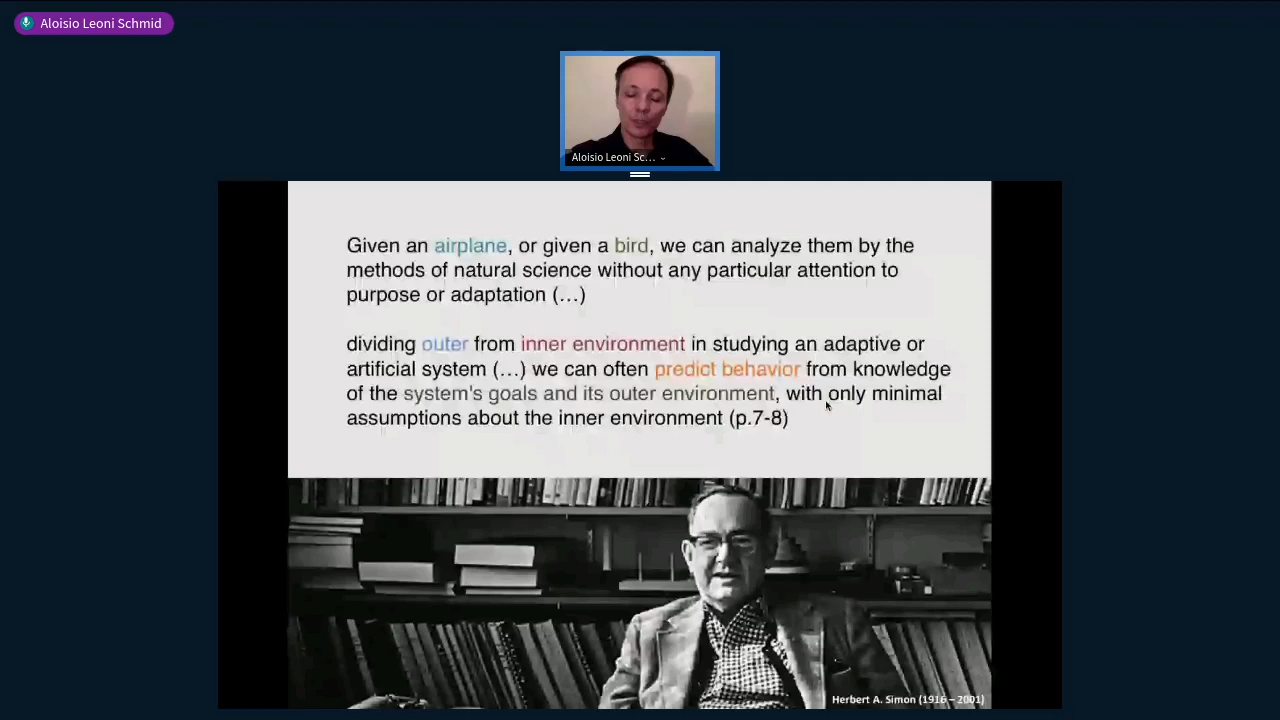 Aloisio Leoni Schmid
Aloisio Leoni Sc...
Given an airplane, or given a bird, we can analyze them by the
methods of natural science without any particular attention to
purpose or adaptation (…)
dividing outer from inner environment in studying an adaptive or
artificial system (…) we can often predict behavior from knowledge
of the system's goals and its outer environment, with only minimal
assumptions about the inner environment (p.7-8)
Herbert A. Simon (1916 – 2001)